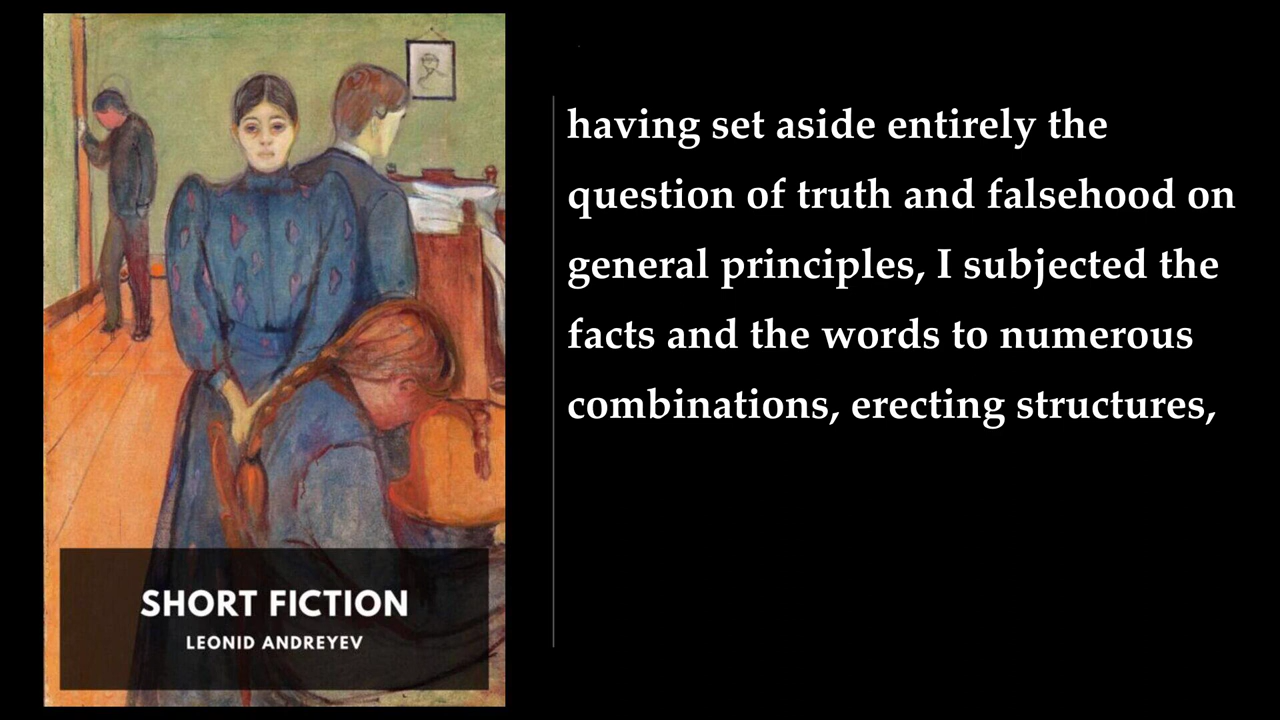 having set aside entirely the
question of truth and falsehood on
general principles, I subjected the
facts and the words to numerous
combinations, erecting structures,
SHORT FICTION
LEONID ANDREYEV